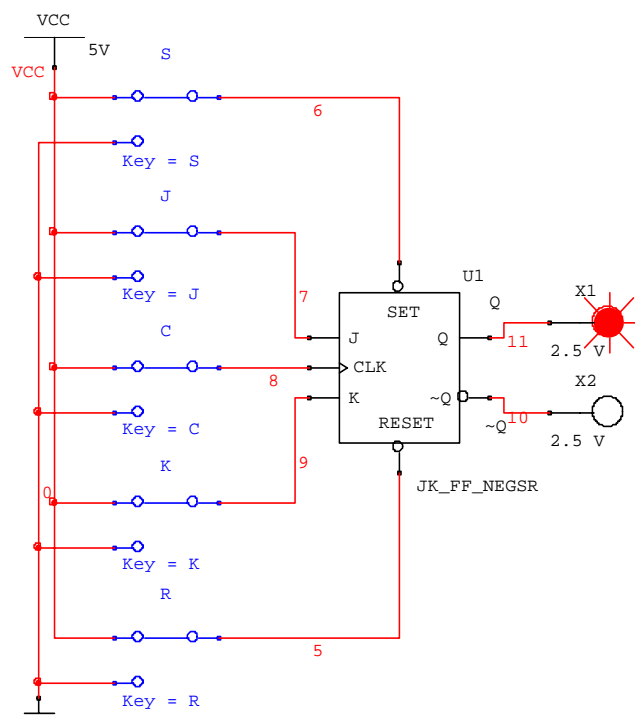 VCC
5V
VCC
S
6
Key = S
J
7
Key = J
C
8
Key = C
K
9
0
Key = K
R
5
Key = R
U1
SET
J
Q
CLK
K
~Q
RESET
JK_FF_NEGSR
Q
11
X1
2.5 V
X2
10
~Q
2.5 V